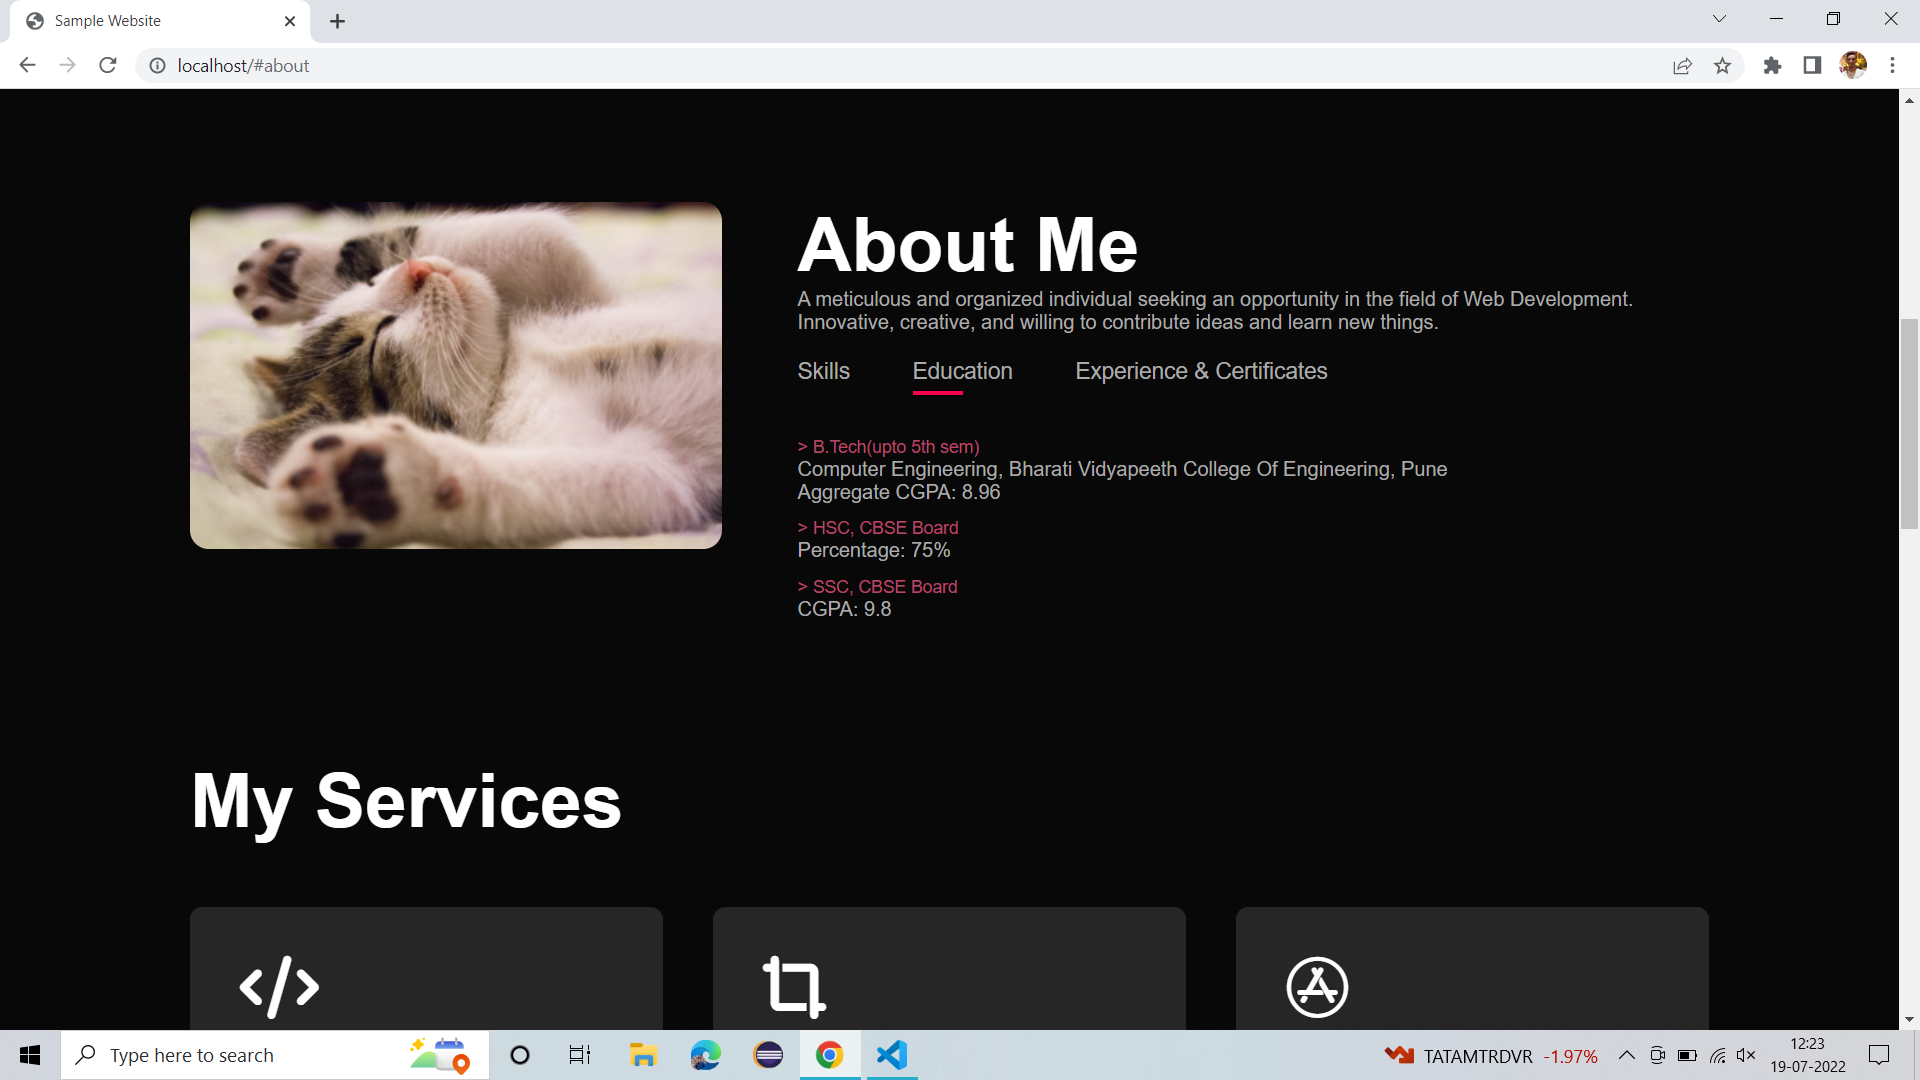 Sample Website
localhost/#about
About Me
A meticulous and organized individual seeking an opportunity in the field of Web Development.
Innovative, creative, and willing to contribute ideas and learn new things.
Skills Education Experience & Certificates
> B.Tech(upto 5th sem)
Computer Engineering, Bharati Vidyapeeth College Of Engineering, Pune
Aggregate CGPA: 8.96
> HSC, CBSE Board
Percentage: 75%
> SSC, CBSE Board
CGPA: 9.8
My Services
Type here to search
TATAMTRDVR -1.97%
12:23
19-07-2022